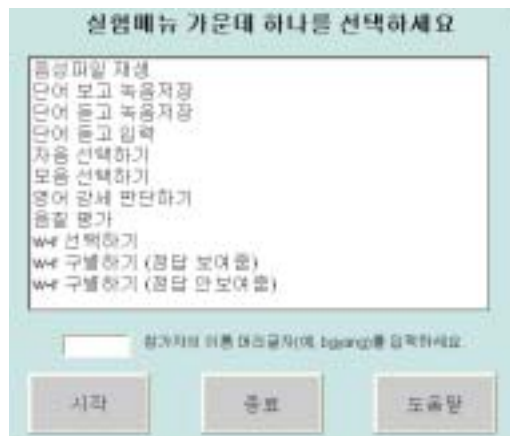 실험메뉴 가운데 하나를 선택하세요
음성파일 재생
단어 보고 녹음저장
단어 듣고 녹음저장
단어 듣고 입력
자음 선택하기
모음 선택하기
영어 강세 판단하기
음질 평가
w-r 선택하기
w-r 구별하기 (정답 보여줌)
w-r 구별하기 (정답 안보여줌)
참가자의 이름 머리글자(예, bgyang)를 입력하세요
시작
종료
도움말